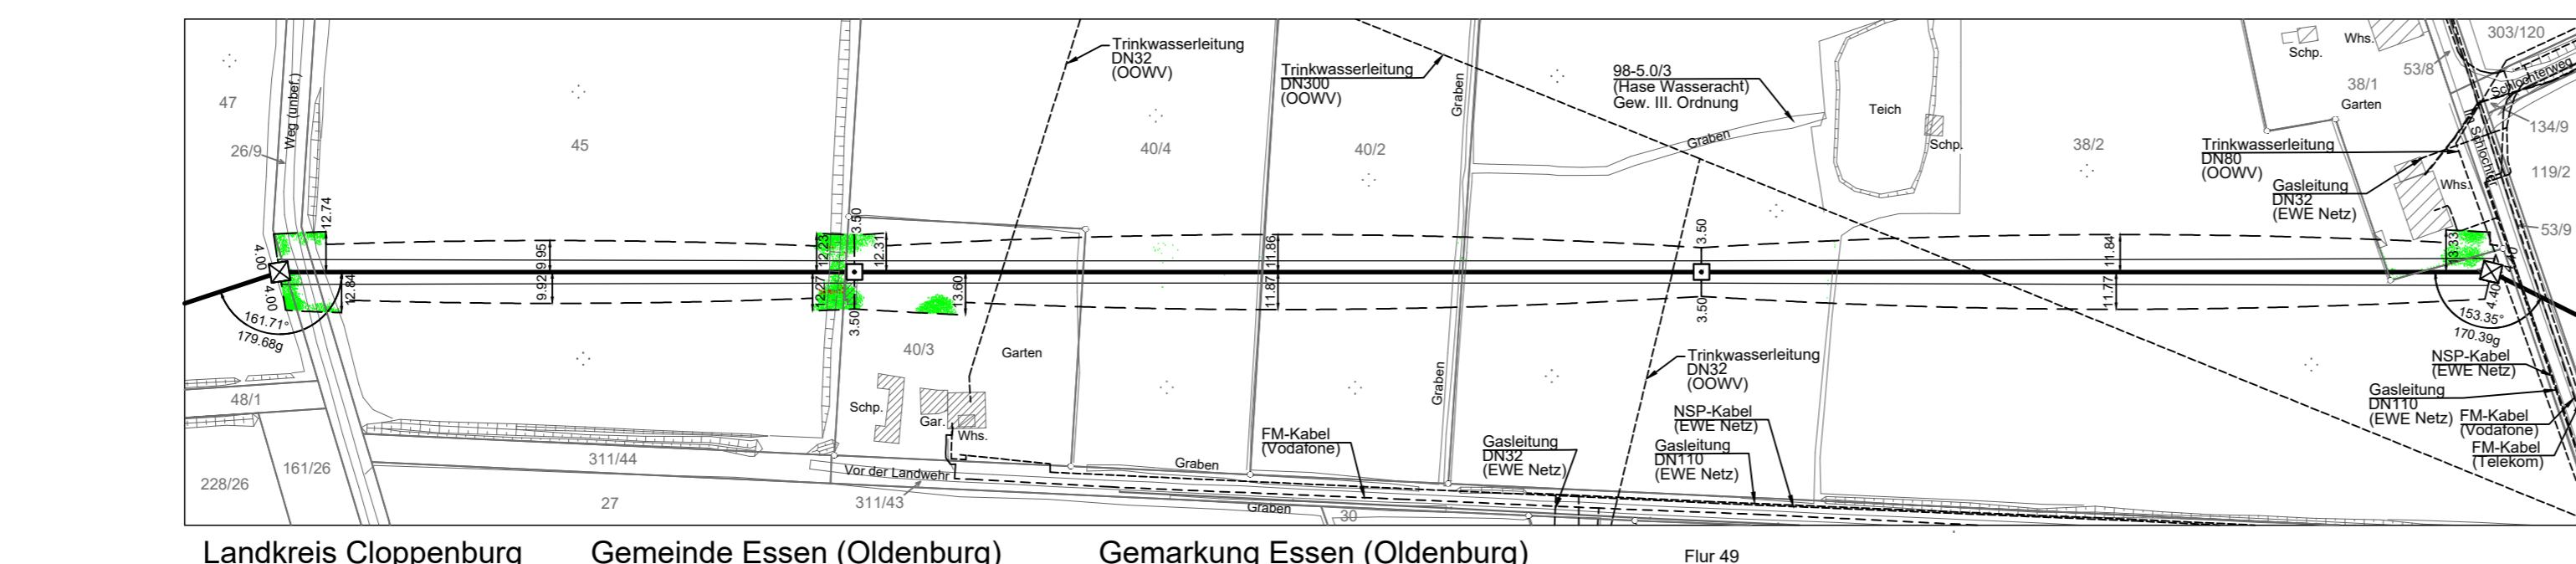 Trinkwasserleitung
DN32
(OOWV)
Trinkwasserleitung
DN300
(OOWV)
98-5.0/3
(Hase Wasseracht)
Gew. III. Ordnung
Schp.
Whs.
303/120
53/8
Schlochterweg
38/1
Garten
47
Weg (unbef.)
26/9
45
40/4
40/2
Graben
Graben
Teich
Schp.
38/2
Trinkwasserleitung
DN80
(OOWV)
Gasleitung
DN32
(EWE Netz)
134/9
119/2
Whs.
53/9
12.74
4.00
4.00
12.84
9.95
9.92
12.23
12.27
3.50
3.50
12.31
13.60
11.86
11.87
3.50
3.50
11.84
11.77
13.33
4.40
161.71°
179.68g
153.35°
170.39g
40/3
Garten
Graben
Trinkwasserleitung
DN32
(OOWV)
NSP-Kabel
(EWE Netz)
Gasleitung
DN110
(EWE Netz)
FM-Kabel
(Vodafone)
FM-Kabel
(Telekom)
48/1
Schp.
Gar.
Whs.
FM-Kabel
(Vodafone)
Gasleitung
DN32
(EWE Netz)
NSP-Kabel
(EWE Netz)
Gasleitung
DN110
(EWE Netz)
161/26
228/26
311/44
Vor der Landwehr
Graben
27
311/43
Graben
30
Landkreis Cloppenburg Gemeinde Essen (Oldenburg) Gemarkung Essen (Oldenburg) Flur 49